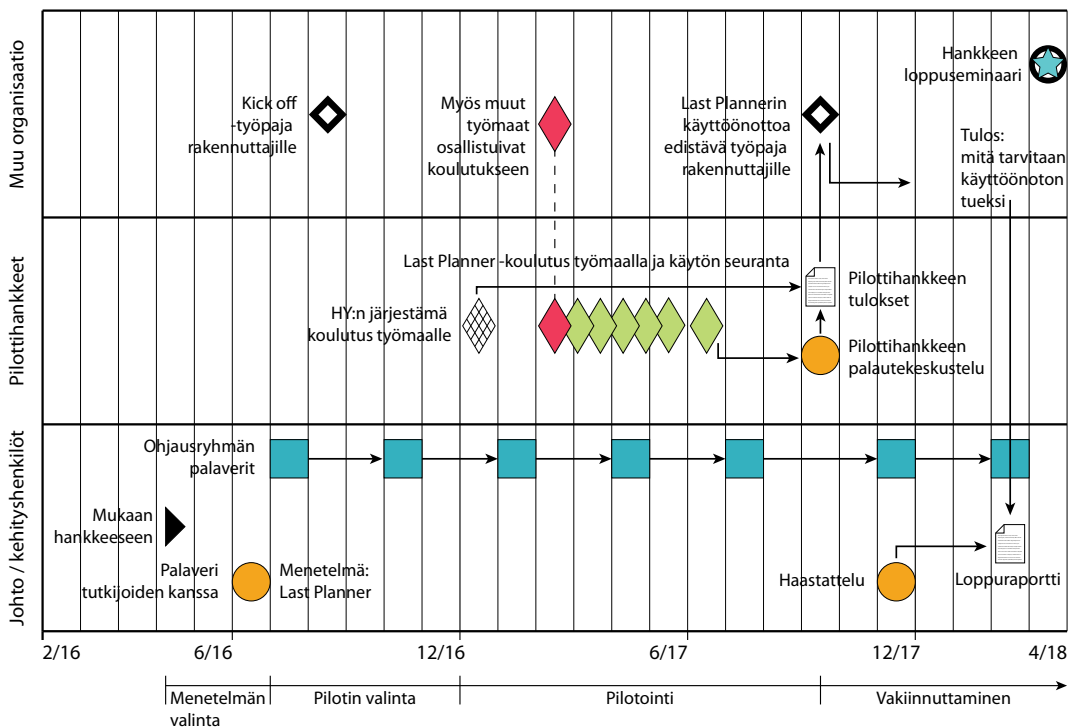 Muu organisaatio
Kick off
-työpaja
rakennuttajille
Myös muut
työmaat
osallistuivat
koulutukseen
Last Plannerin
käyttöönottoa
edistävä työpaja
rakennuttajille
Hankkeen
loppuseminaari
Tulos:
mitä tarvitaan
käyttöönoton
tueksi
Pilottihankkeet
Last Planner -koulutus työmaalla ja käytön seuranta
HY:n järjestämä
koulutus työmaalle
Pilottihankkeen
tulokset
Pilottihankkeen
palautekeskustelu
Johto / kehityshenkilöt
Ohjausryhmän
palaverit
Mukaan
hankkeeseen
Palaveri
tutkijoiden kanssa
Menetelmä:
Last Planner
Haastattelu
Loppuraportti
2/16
6/16
12/16
6/17
12/17
4/18
Menetelmän
valinta
Pilotin valinta
Pilotointi
Vakiinnuttaminen